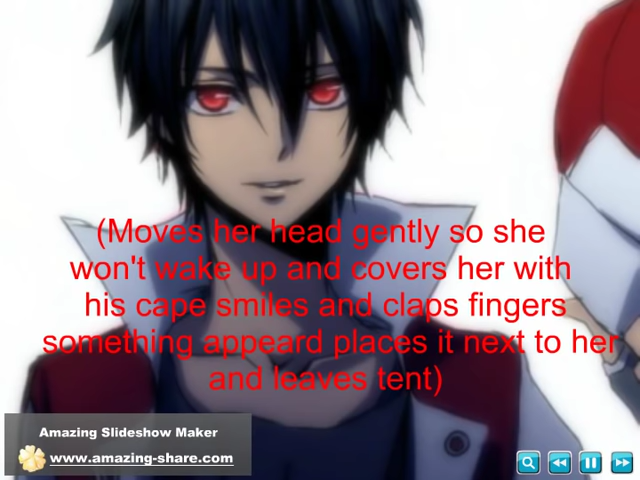 (Moves her head gently so she
won't wake up and covers her with
his cape smiles and claps fingers
something appeard places it next to her
and leaves tent)
Amazing Slideshow Maker
www.amazing-share.com